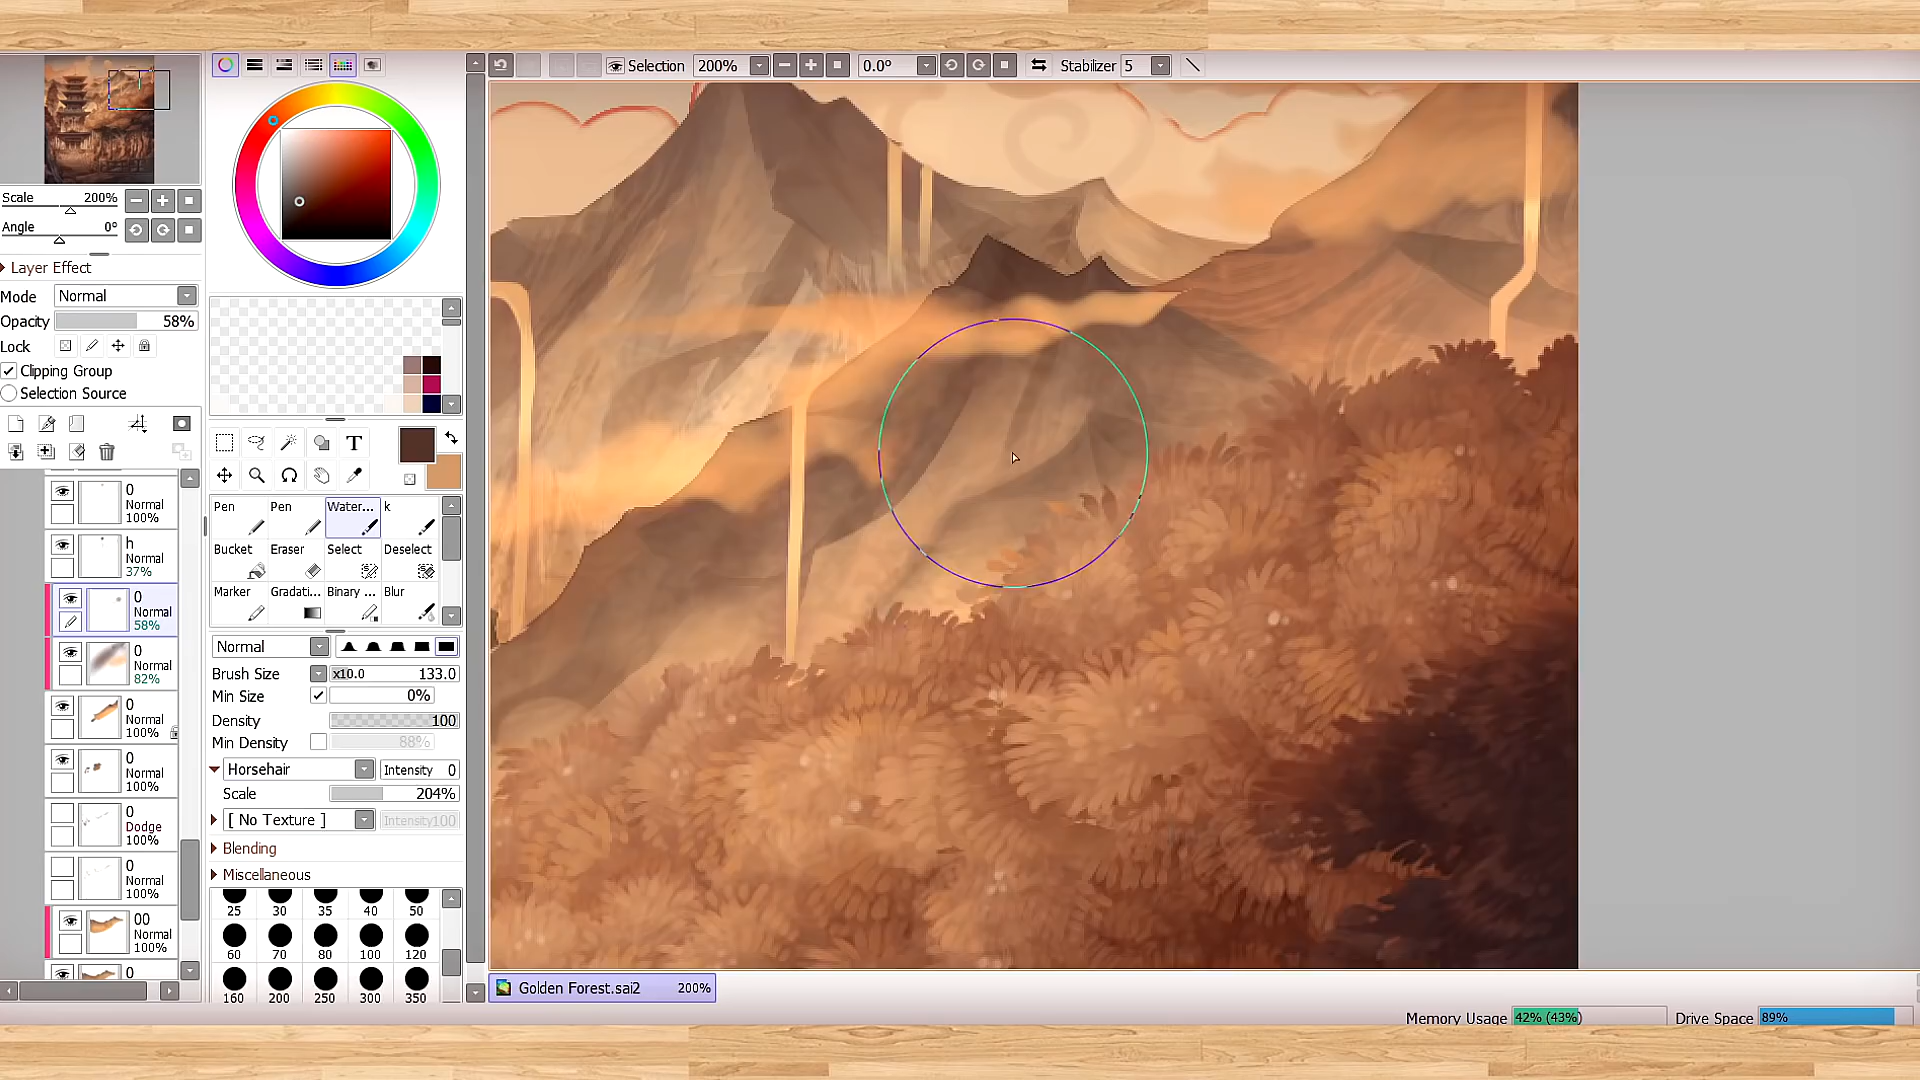 Selection 200% 0.0° Stabilizer 5
Scale 200%
Angle 0°
Layer Effect
Mode Normal
Opacity 58%
Lock
Clipping Group
Selection Source
0
Normal
100%
h
Normal
37%
0
Normal
58%
0
Normal
82%
0
Normal
100%
0
Normal
100%
0
Dodge
100%
0
Normal
100%
00
Normal
100%
0
T
Pen Pen Water... k
Bucket Eraser Select Deselect
Marker Gradati... Binary ... Blur
Normal
Brush Size x10.0 133.0
Min Size 0%
Density 100
Min Density 88%
Horsehair Intensity 0
Scale 204%
[ No Texture ] Intensity100
Blending
Miscellaneous
25 30 35 40 50
60 70 80 100 120
160 200 250 300 350
Golden Forest.sai2 200%
Memory Usage 42% (43%) Drive Space 89%